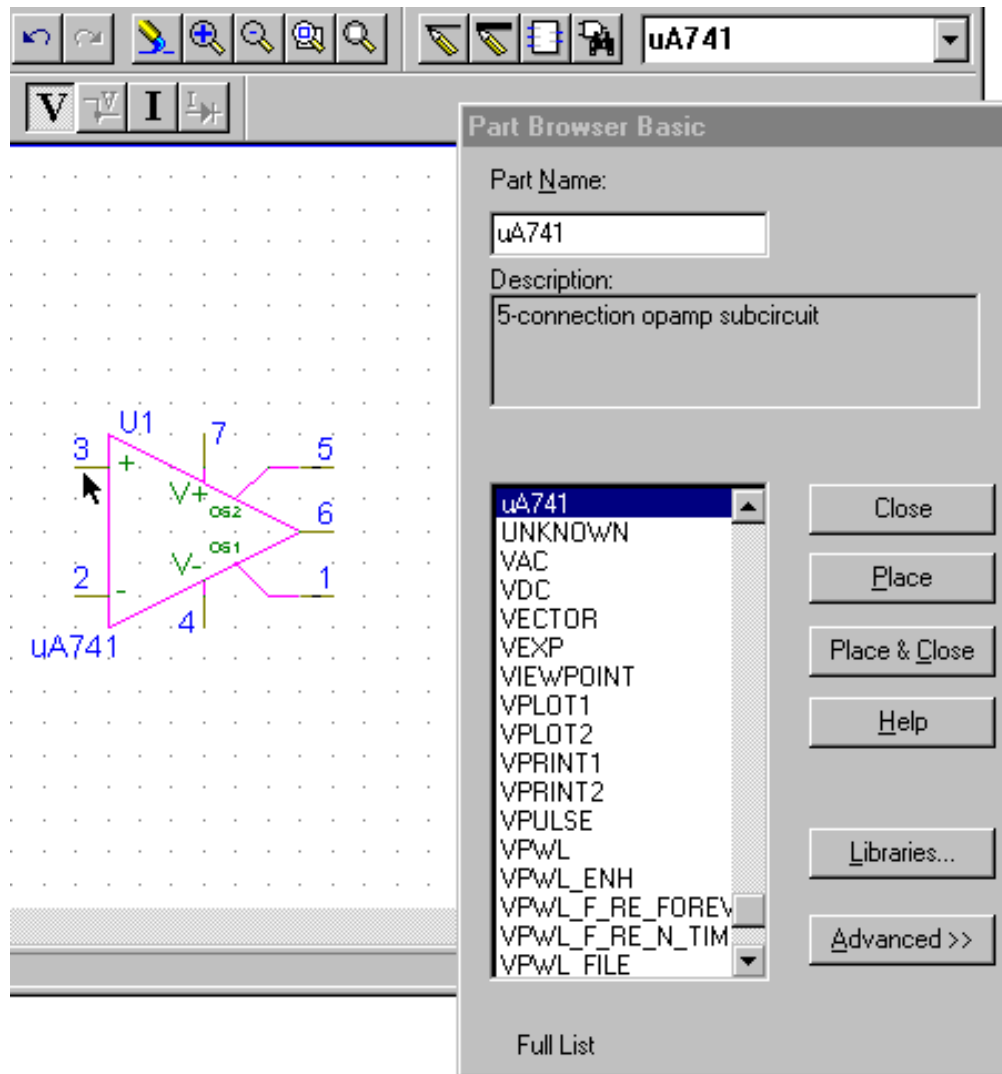 uA741
V V I I
Part Browser Basic
Part Name:
uA741
Description:
5-connection opamp subcircuit
U1
3
7
5
+
V+
OS2
6
OS1
V-
2
-
1
4
uA741
uA741
UNKNOWN
VAC
VDC
VECTOR
VEXP
VIEWPOINT
VPLOT1
VPLOT2
VPRINT1
VPRINT2
VPULSE
VPWL
VPWL_ENH
VPWL_F_RE_FOREV
VPWL_F_RE_N_TIM
VPWL_FILE
Close
Place
Place & Close
Help
Libraries...
Advanced >>
Full List